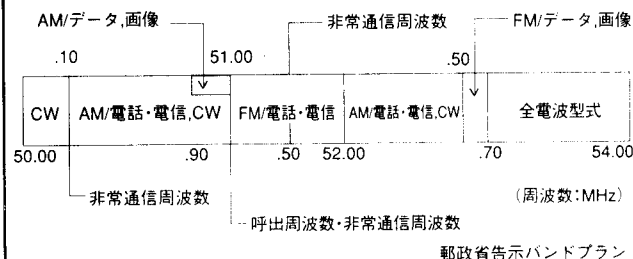 AM/データ,画像
非常通信周波数
FM/データ,画像
.10
51.00
.50
CW
AM/電話・電信,CW
FM/電話・電信
AM/電話・電信,CW
全電波型式
50.00
.90
.50
52.00
.70
54.00
非常通信周波数
(周波数:MHz)
呼出周波数・非常通信周波数
郵政省告示バンドプラン